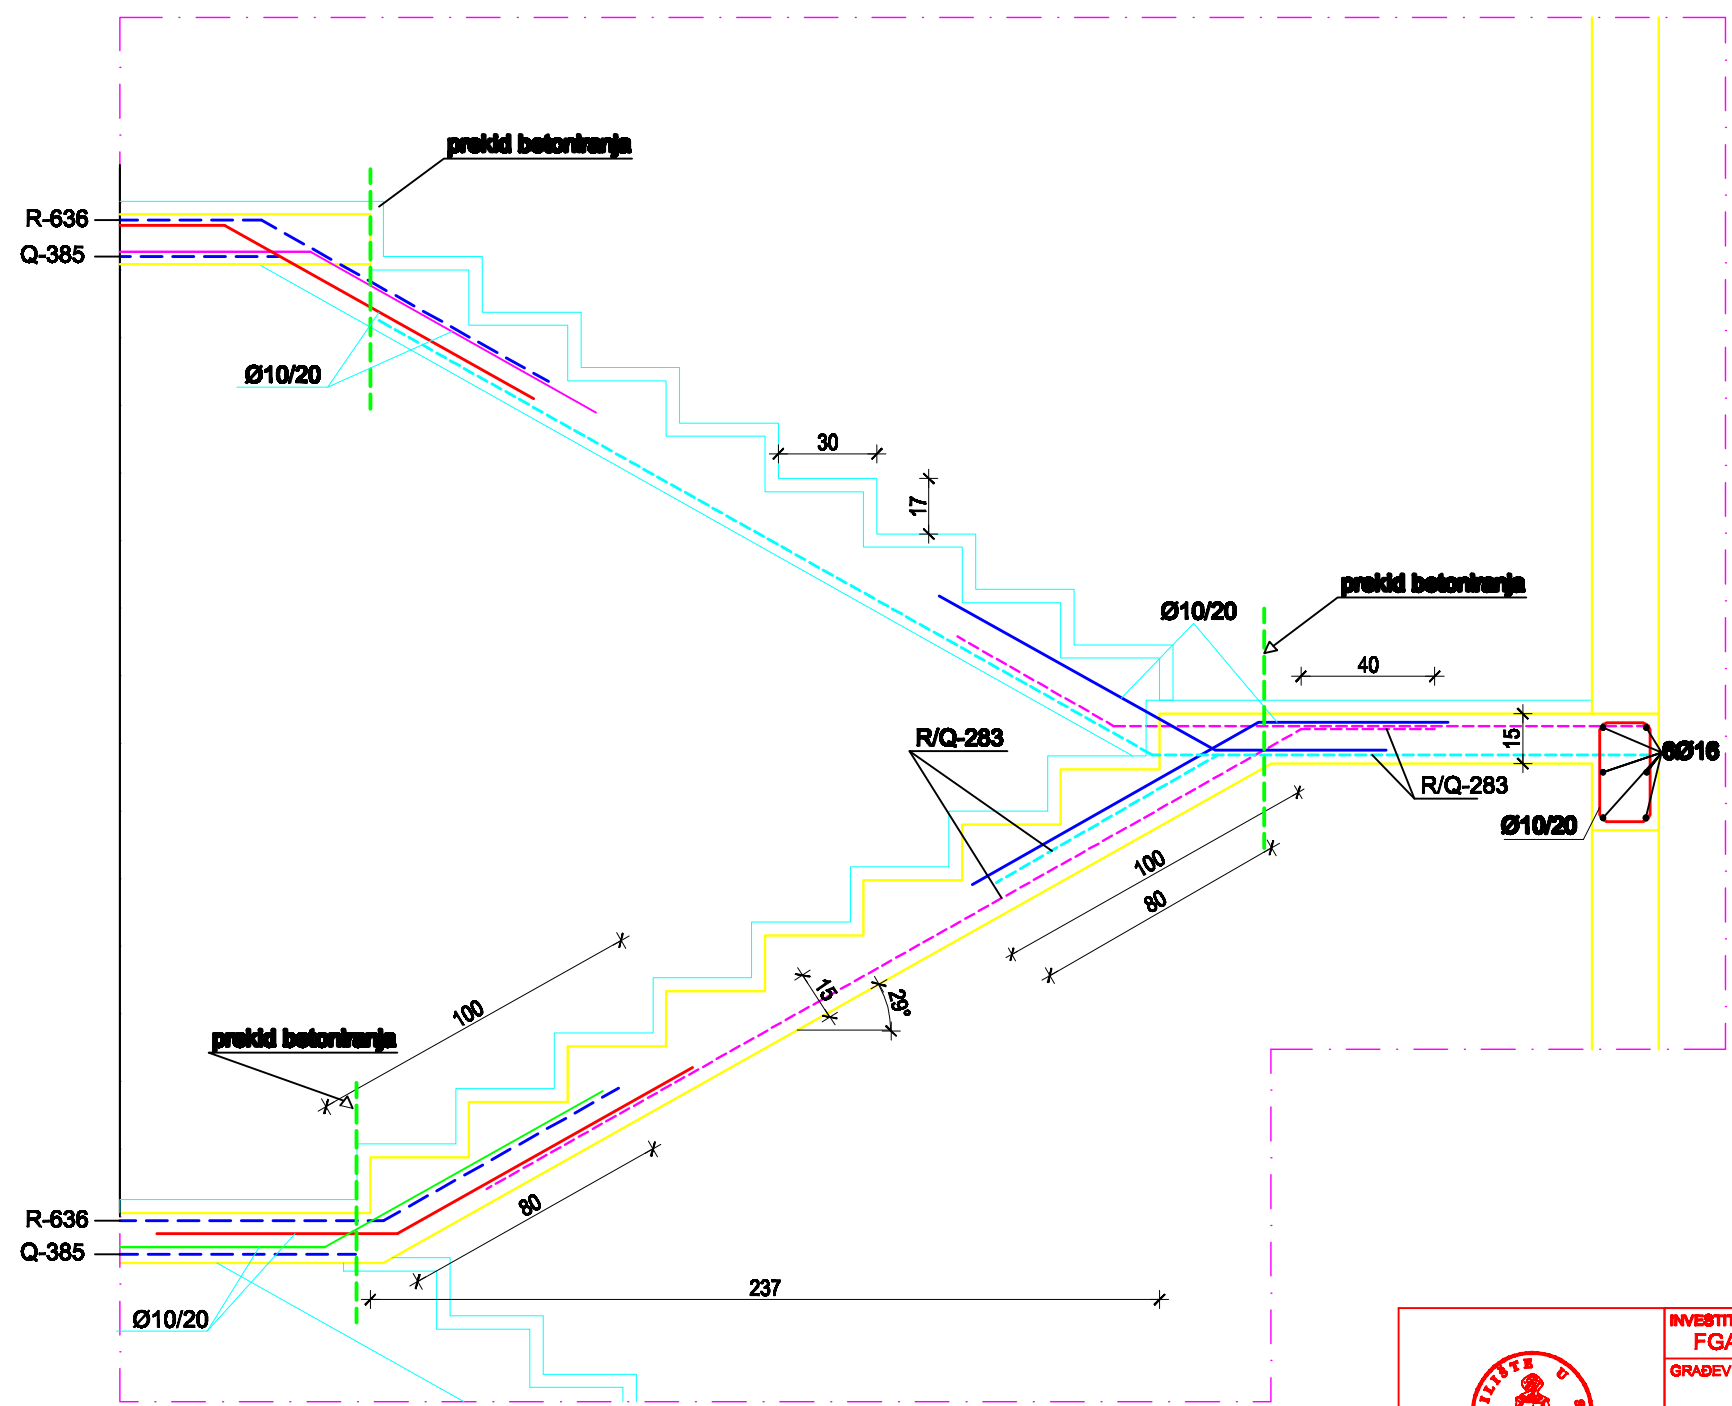 prekid betoniranja
R-636
Q-385
Ø10/20
30
17
prekid betoniranja
Ø10/20
40
R/Q-283
15
6Ø16
R/Q-283
Ø10/20
100
80
15
29°
100
prekid betoniranja
80
R-636
Q-385
237
Ø10/20
INVESTIT
FGA
GRAĐEV
ILIŠTE U S